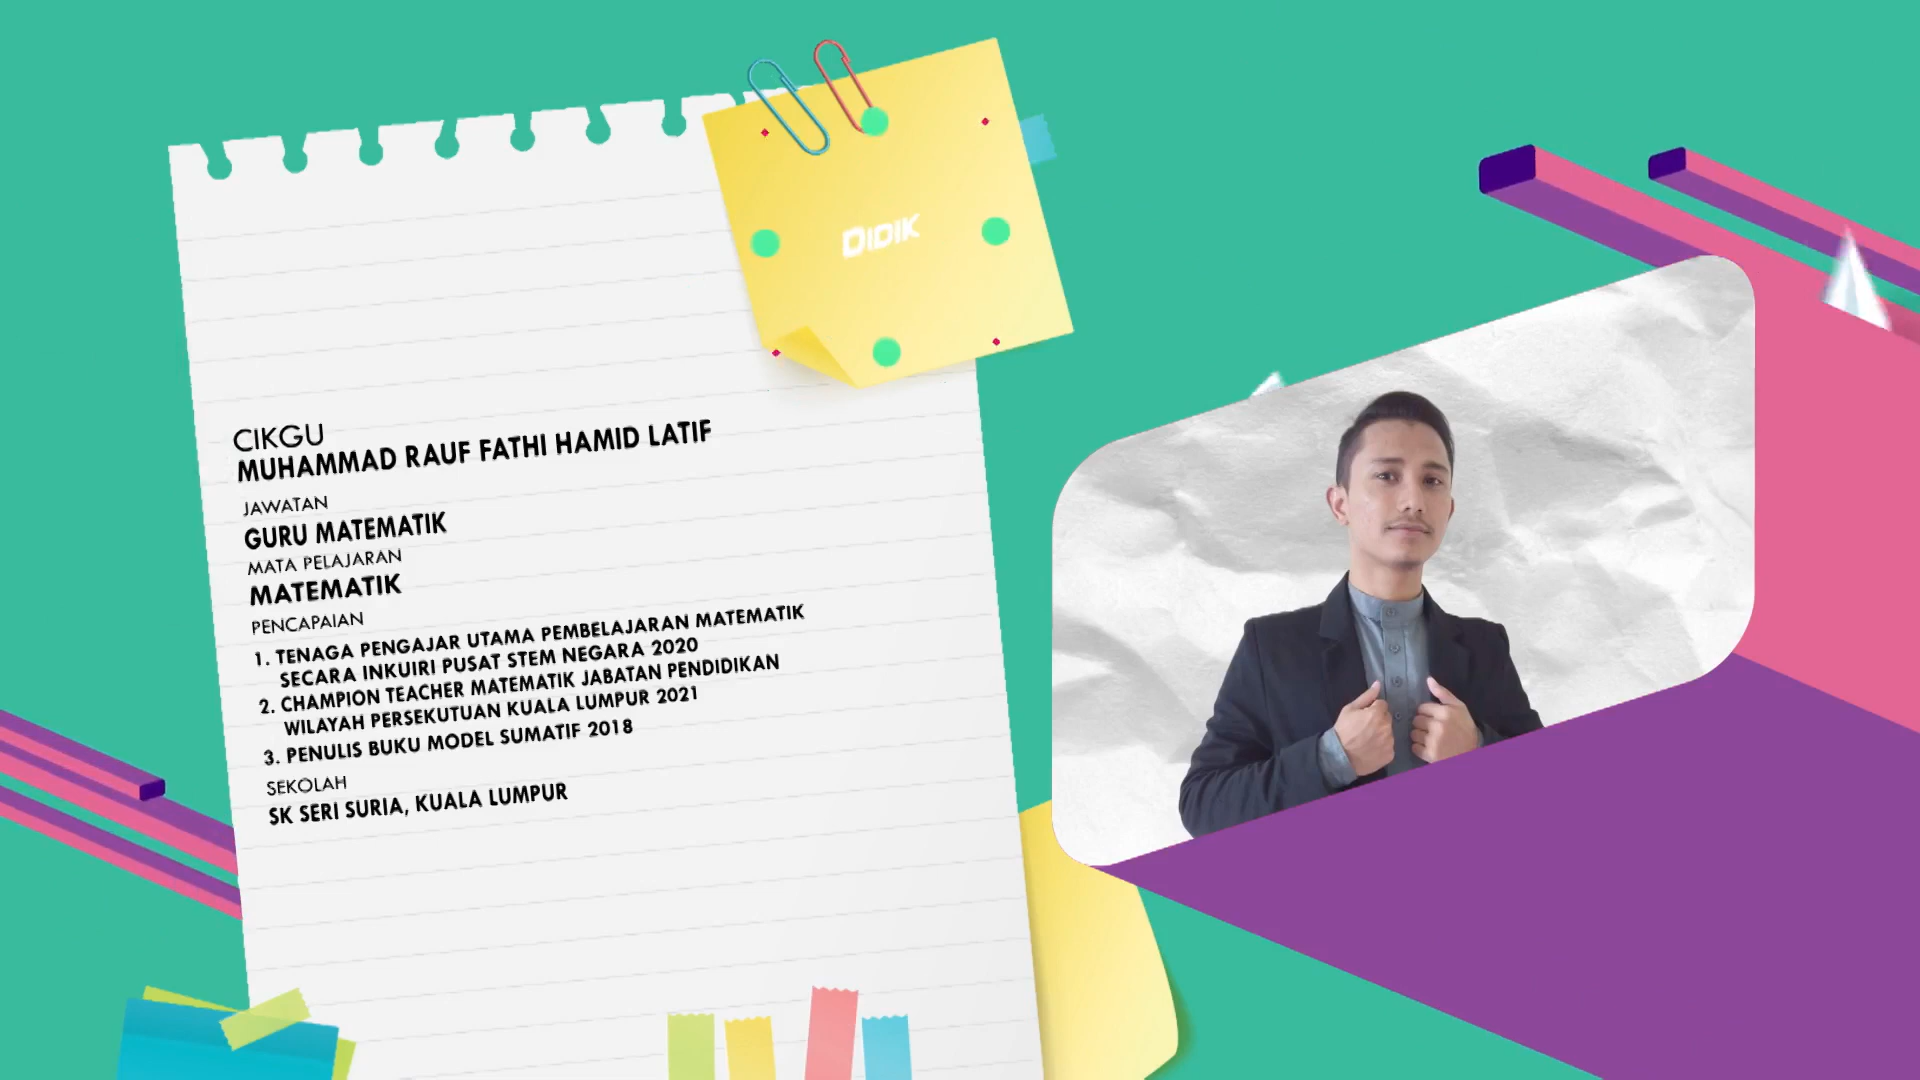 DIDIK
CIKGU
MUHAMMAD RAUF FATHI HAMID LATIF
JAWATAN
GURU MATEMATIK
MATA PELAJARAN
MATEMATIK
PENCAPAIAN
1. TENAGA PENGAJAR UTAMA PEMBELAJARAN MATEMATIK
SECARA INKUIRI PUSAT STEM NEGARA 2020
2. CHAMPION TEACHER MATEMATIK JABATAN PENDIDIKAN
WILAYAH PERSEKUTUAN KUALA LUMPUR 2021
3. PENULIS BUKU MODEL SUMATIF 2018
SEKOLAH
SK SERI SURIA, KUALA LUMPUR